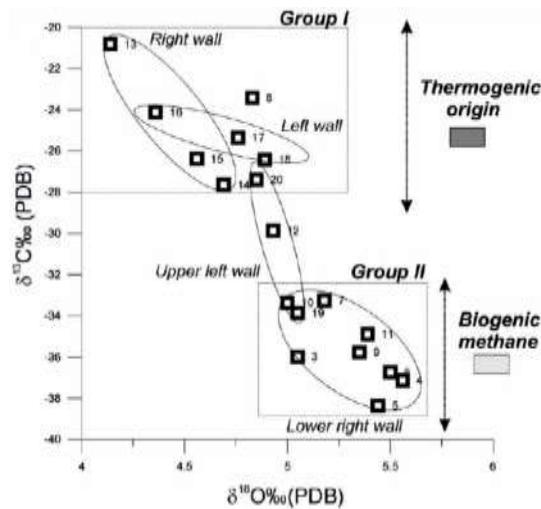 Group I
-20
Right wall
13
-22
8
-24
16
Left wall
17
-26
15
18
20
14
-28
12
-30
Upper left wall
Group II
-32
7
19
-34
11
9
3
-36
4
5
-38
Lower right wall
-40
4
4.5
5
5.5
6
δ¹³C‰ (PDB)
δ¹⁸O‰ (PDB)
Thermogenic
origin
Biogenic
methane